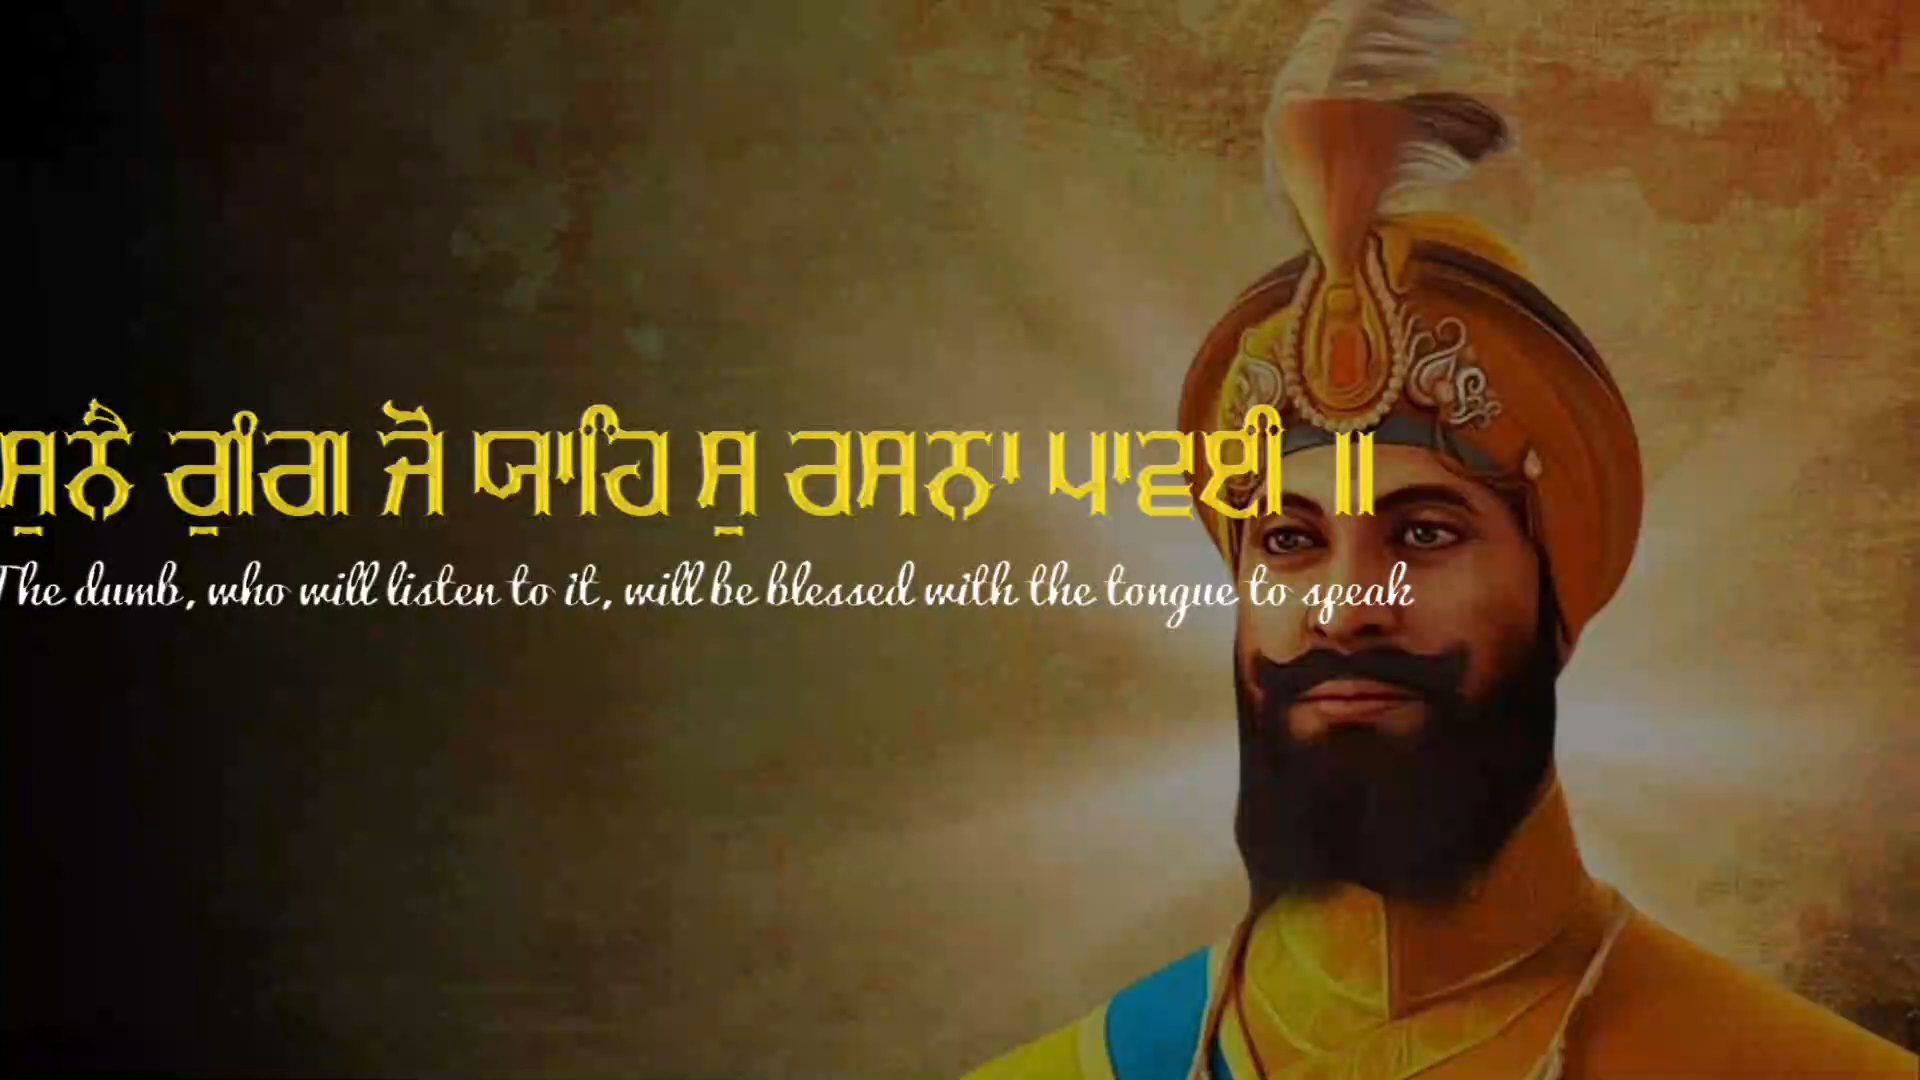 ਸੁਨੈ ਗੁੰਗ ਜੋ ਯਾਹਿ ਸੁ ਰਸਨਾ ਪਾਵਈ ॥
The dumb, who will listen to it, will be blessed with the tongue to speak